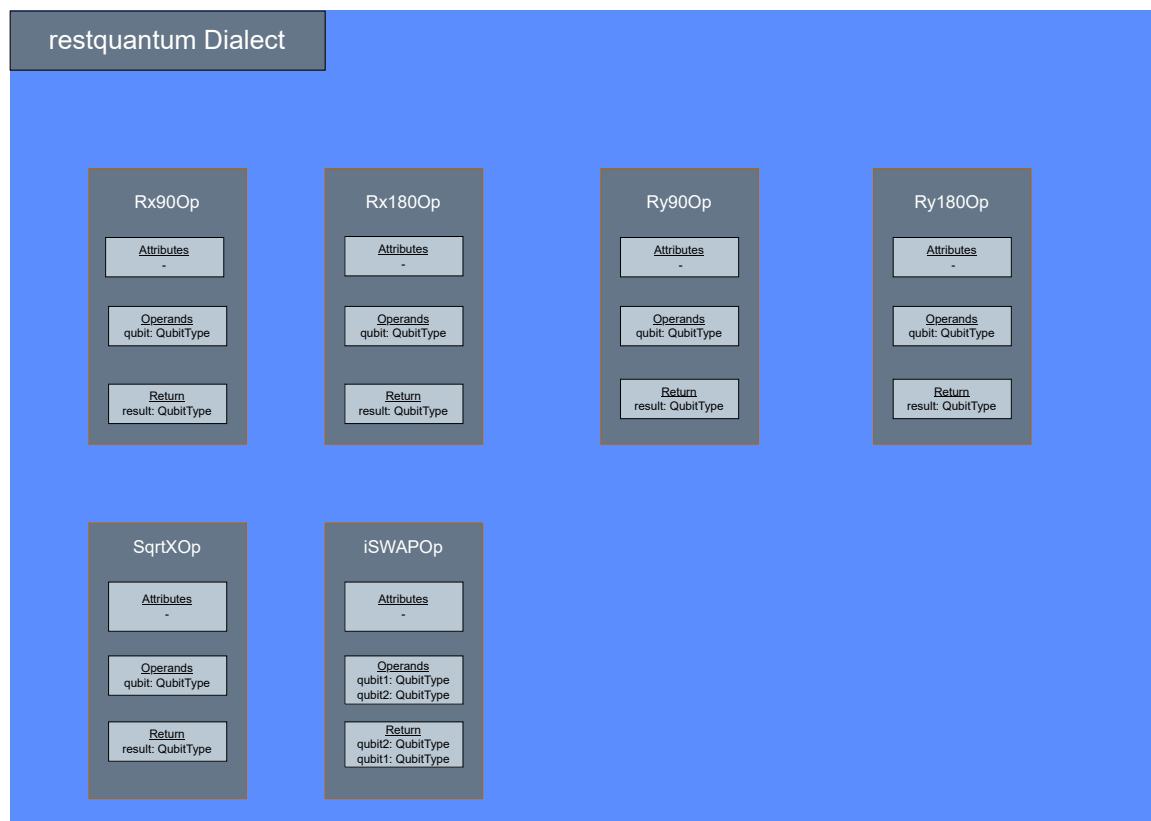 restquantum Dialect
Rx90Op
Attributes
-
Operands
qubit: QubitType
Return
result: QubitType
Rx180Op
Attributes
-
Operands
qubit: QubitType
Return
result: QubitType
Ry90Op
Attributes
-
Operands
qubit: QubitType
Return
result: QubitType
Ry180Op
Attributes
-
Operands
qubit: QubitType
Return
result: QubitType
SqrtXOp
Attributes
-
Operands
qubit: QubitType
Return
result: QubitType
iSWAPOp
Attributes
-
Operands
qubit1: QubitType
qubit2: QubitType
Return
qubit2: QubitType
qubit1: QubitType